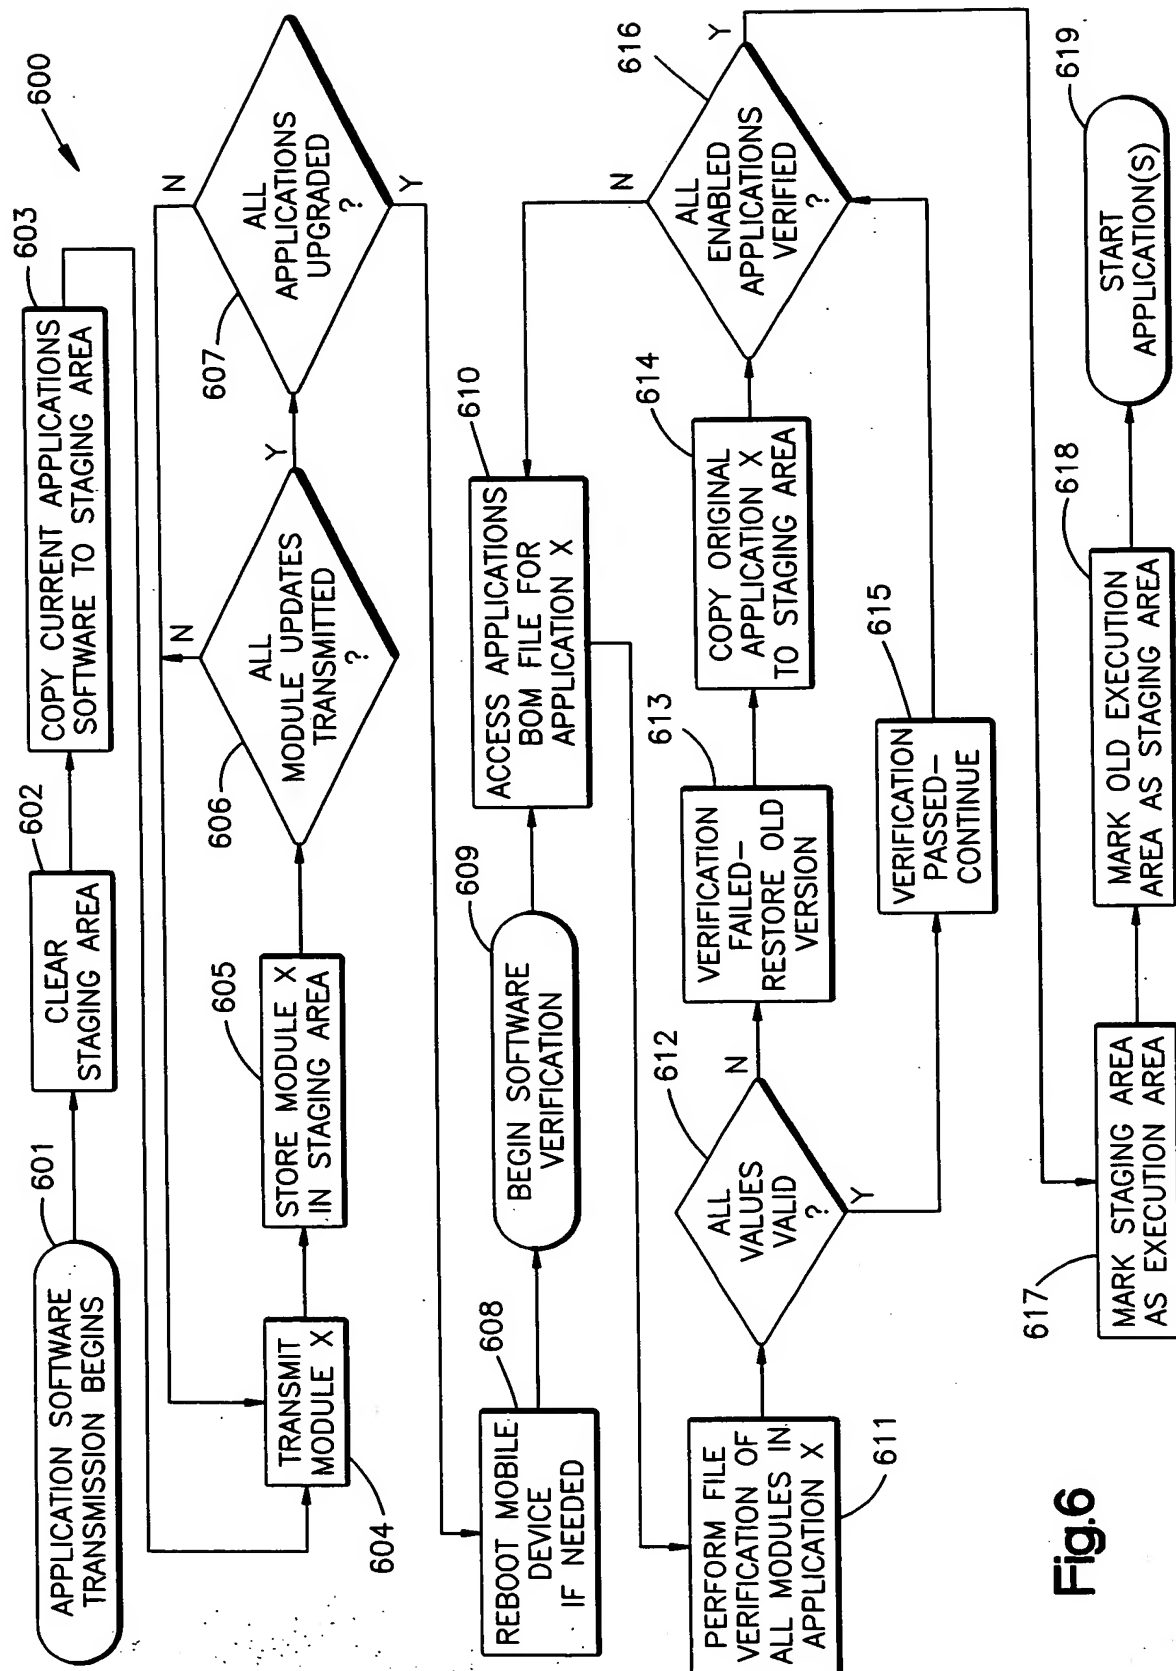 600
601
APPLICATION SOFTWARE
TRANSMISSION BEGINS
602
CLEAR
STAGING AREA
603
COPY CURRENT APPLICATIONS
SOFTWARE TO STAGING AREA
604
TRANSMIT
MODULE X
605
STORE MODULE X
IN STAGING AREA
606
ALL
MODULE UPDATES
TRANSMITTED
?
N
Y
607
ALL
APPLICATIONS
UPGRADED
?
N
Y
608
REBOOT MOBILE
DEVICE
IF NEEDED
609
BEGIN SOFTWARE
VERIFICATION
610
ACCESS APPLICATIONS
BOM FILE FOR
APPLICATION X
611
PERFORM FILE
VERIFICATION OF
ALL MODULES IN
APPLICATION X
612
ALL
VALUES
VALID
?
N
Y
613
VERIFICATION
FAILED–
RESTORE OLD
VERSION
614
COPY ORIGINAL
APPLICATION X
TO STAGING AREA
615
VERIFICATION
PASSED–
CONTINUE
616
ALL
ENABLED
APPLICATIONS
VERIFIED
?
N
Y
617
MARK STAGING AREA
AS EXECUTION AREA
618
MARK OLD EXECUTION
AREA AS STAGING AREA
619
START
APPLICATION(S)
Fig.6